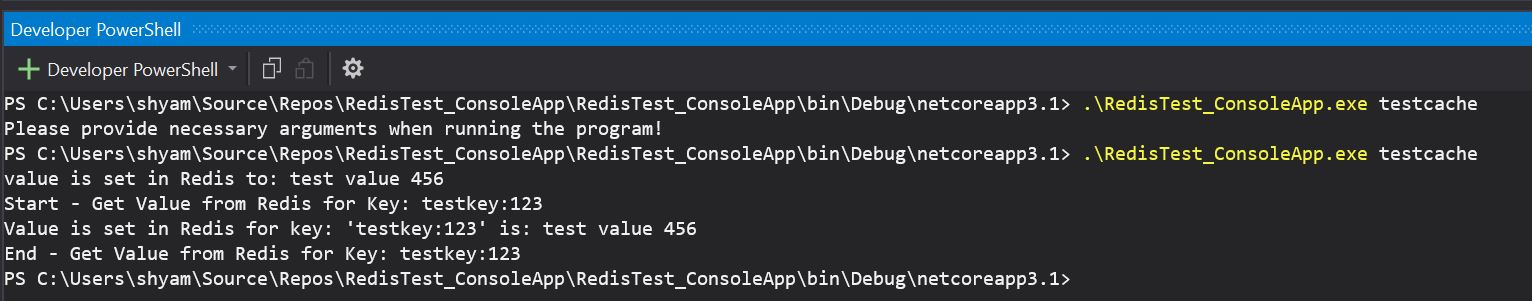 Developer PowerShell
Developer PowerShell
PS C:\Users\shyam\Source\Repos\RedisTest_ConsoleApp\RedisTest_ConsoleApp\bin\Debug\netcoreapp3.1> .\RedisTest_ConsoleApp.exe testcache
Please provide necessary arguments when running the program!
PS C:\Users\shyam\Source\Repos\RedisTest_ConsoleApp\RedisTest_ConsoleApp\bin\Debug\netcoreapp3.1> .\RedisTest_ConsoleApp.exe testcache
value is set in Redis to: test value 456
Start - Get Value from Redis for Key: testkey:123
Value is set in Redis for key: 'testkey:123' is: test value 456
End - Get Value from Redis for Key: testkey:123
PS C:\Users\shyam\Source\Repos\RedisTest_ConsoleApp\RedisTest_ConsoleApp\bin\Debug\netcoreapp3.1>